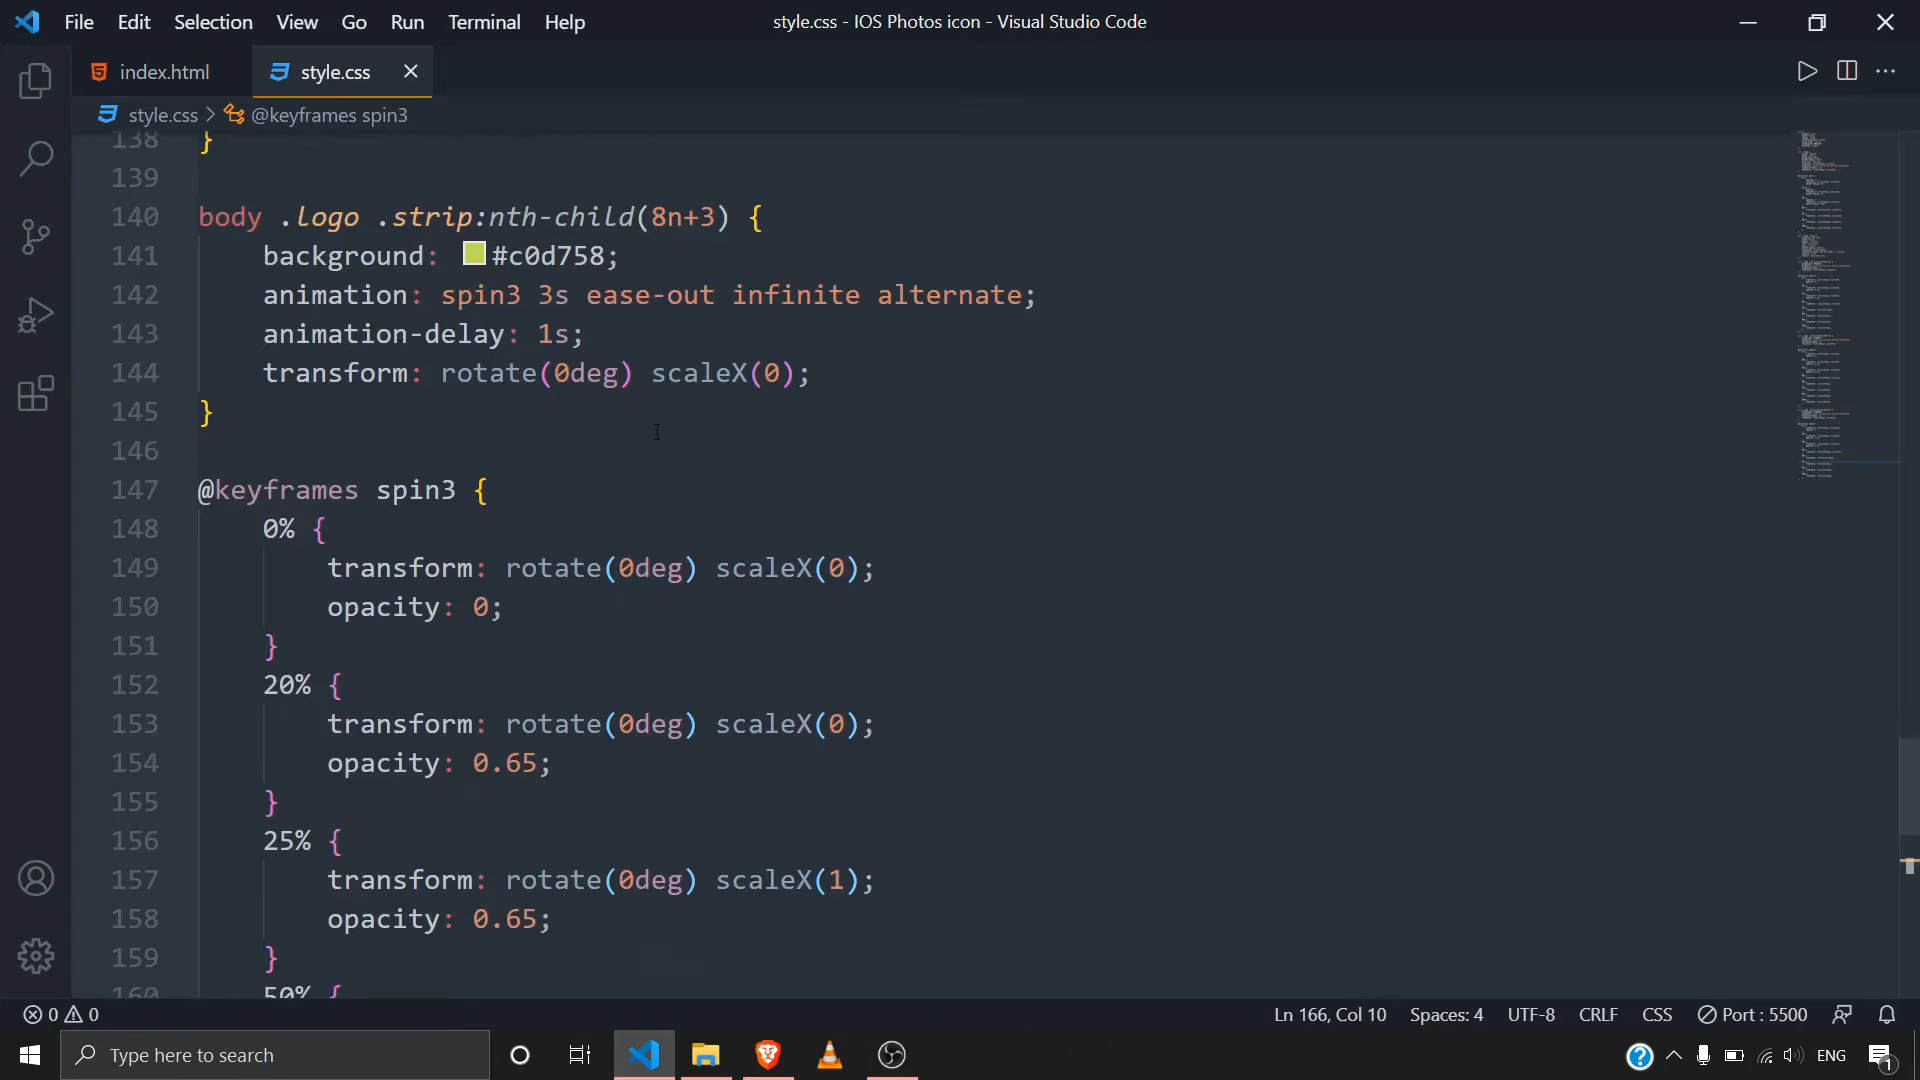 File Edit Selection View Go Run Terminal Help
style.css - IOS Photos icon - Visual Studio Code
index.html
style.css
style.css > @keyframes spin3
138 }
139
140 body .logo .strip:nth-child(8n+3) {
141 background: #c0d758;
142 animation: spin3 3s ease-out infinite alternate;
143 animation-delay: 1s;
144 transform: rotate(0deg) scaleX(0);
145 }
146
147 @keyframes spin3 {
148 0% {
149 transform: rotate(0deg) scaleX(0);
150 opacity: 0;
151 }
152 20% {
153 transform: rotate(0deg) scaleX(0);
154 opacity: 0.65;
155 }
156 25% {
157 transform: rotate(0deg) scaleX(1);
158 opacity: 0.65;
159 }
160 50% {
0 0
Ln 166, Col 10 Spaces: 4 UTF-8 CRLF CSS Port : 5500
Type here to search
ENG
1